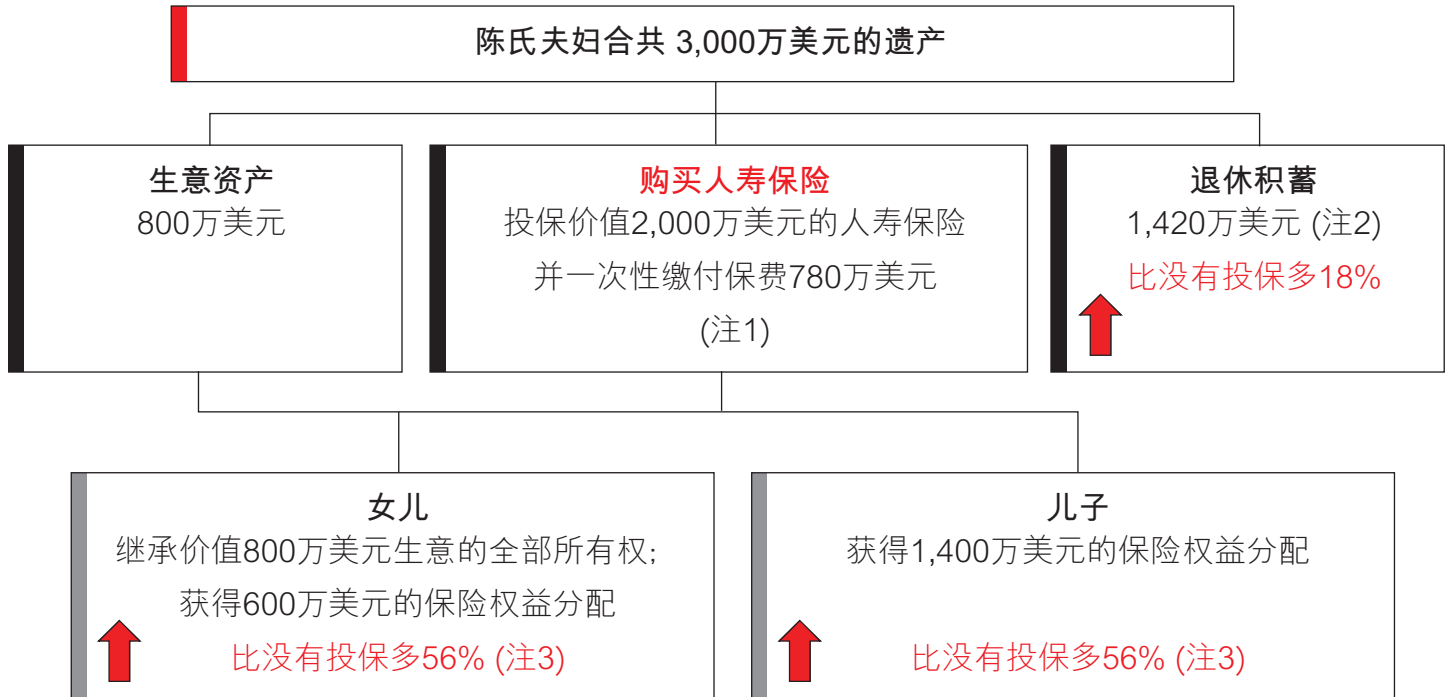 陈氏夫妇合共 3,000万美元的遗产
生意资产
800万美元
购买人寿保险
投保价值2,000万美元的人寿保险
并一次性缴付保费780万美元
(注1)
退休积蓄
1,420万美元 (注2)
比没有投保多18%
女儿
继承价值800万美元生意的全部所有权;
获得600万美元的保险权益分配
比没有投保多56% (注3)
儿子
获得1,400万美元的保险权益分配
比没有投保多56% (注3)